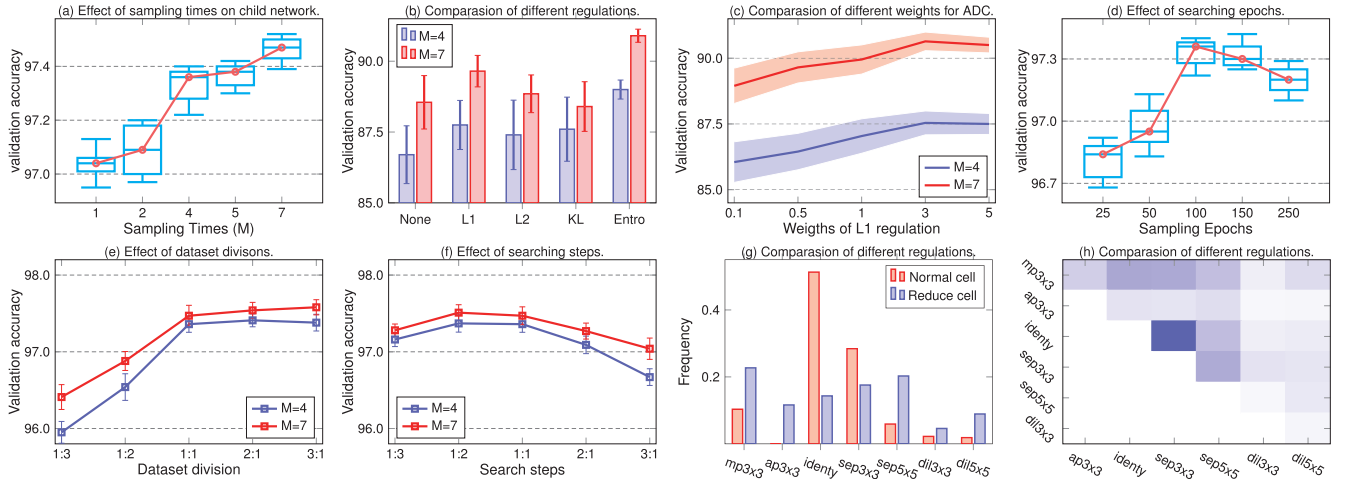 (a) Effect of sampling times on child network.
validation accuracy
97.4
97.2
97.0
1 2 4 5 7
Sampling Times (M)
(b) Comparasion of different regulations.
Validation accuracy
90.0
87.5
85.0
M=4
M=7
None L1 L2 KL Entro
(c) Comparasion of different weights for ADC.
Validation accuracy
90.0
87.5
85.0
M=4
M=7
0.1 0.5 1 3 5
Weigths of L1 regulation
(d) Effect of searching epochs.
validation accuracy
97.3
97.0
96.7
25 50 100 150 250
Sampling Epochs
(e) Effect of dataset divisons.
Validation accuracy
98.0
97.0
96.0
M=4
M=7
1:3 1:2 1:1 2:1 3:1
Dataset division
(f) Effect of searching steps.
Validation accuracy
98.0
97.0
96.0
M=4
M=7
1:3 1:2 1:1 2:1 3:1
Search steps
(g) Comparasion of different regulations.
Frequency
0.4
0.2
Normal cell
Reduce cell
mp3x3 ap3x3 identy sep3x3 sep5x5 dil3x3 dil5x5
(h) Comparasion of different regulations.
mp3x3
ap3x3
identy
sep3x3
sep5x5
dil3x3
ap3x3 identy sep3x3 sep5x5 dil3x3 dil5x5